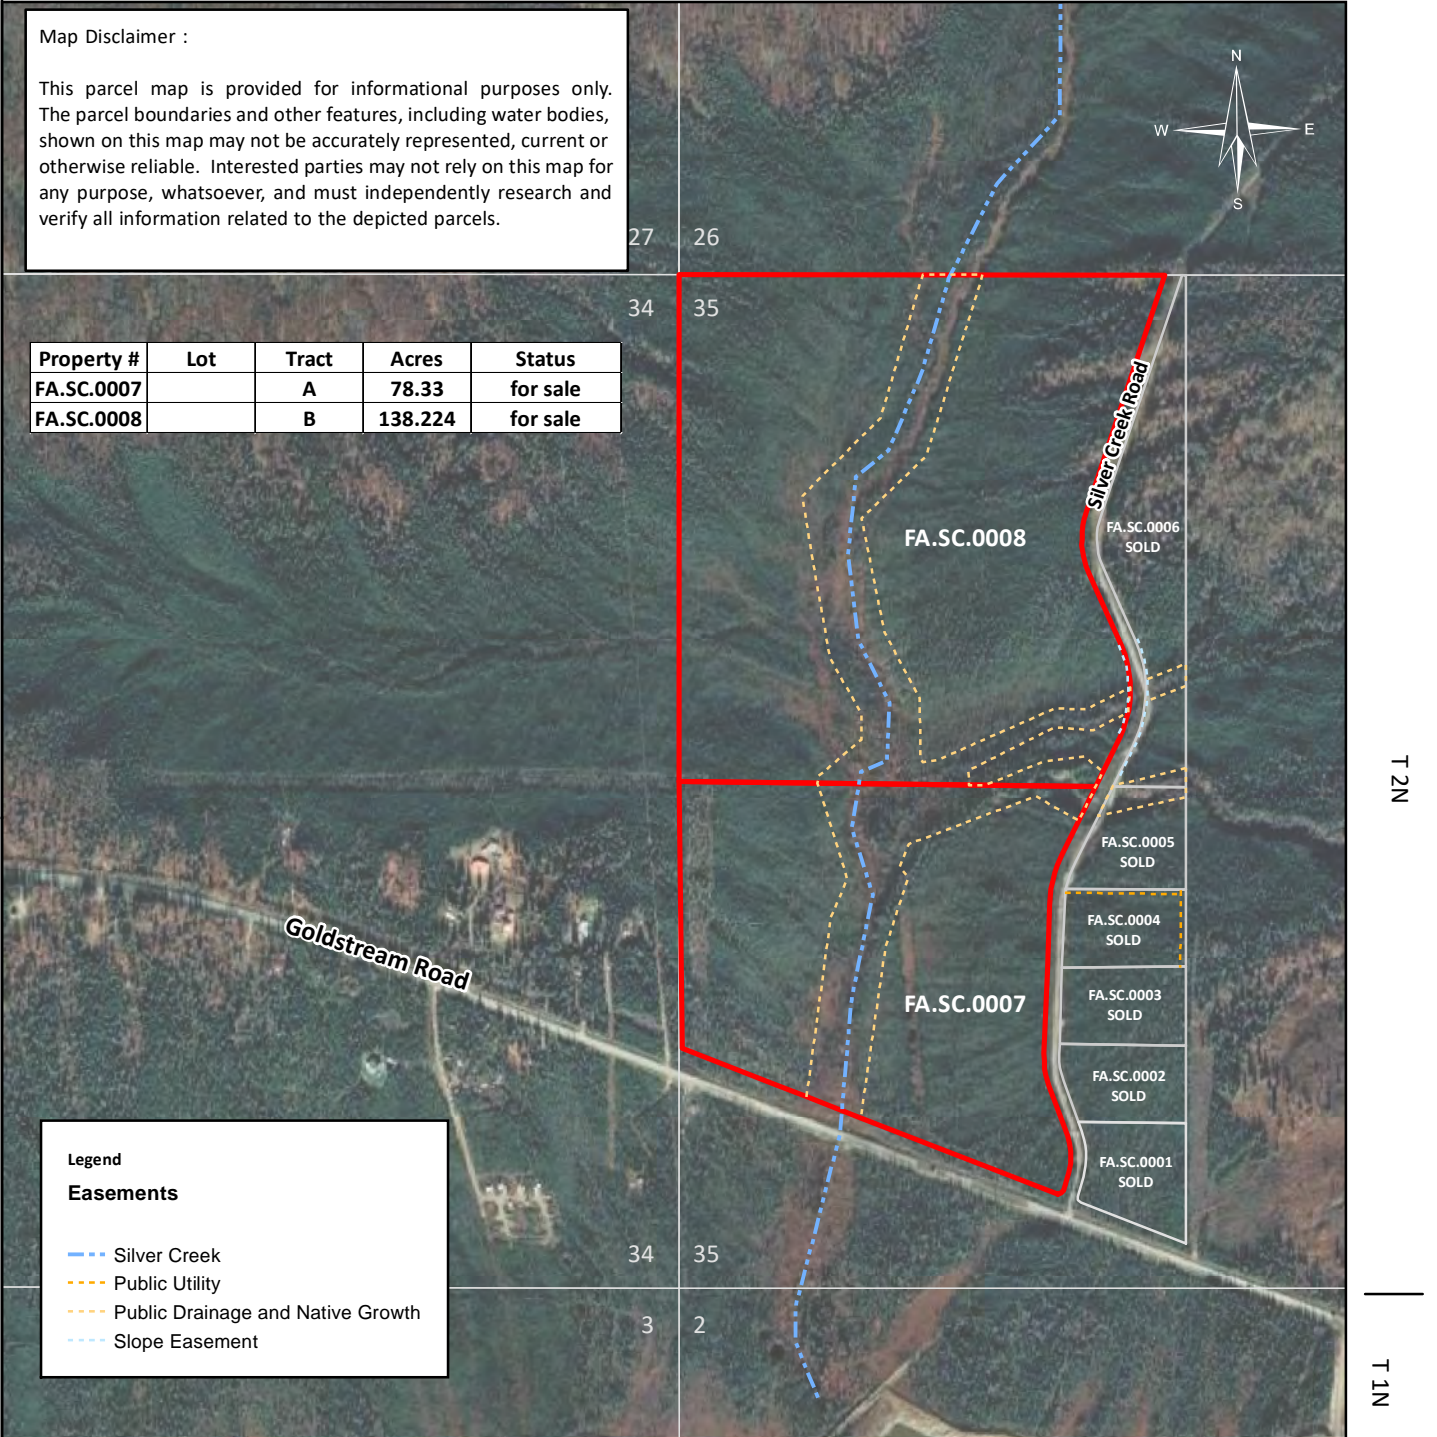 Map Disclaimer :
This parcel map is provided for informational purposes only.
The parcel boundaries and other features, including water bodies,
shown on this map may not be accurately represented, current or
otherwise reliable. Interested parties may not rely on this map for
any purpose, whatsoever, and must independently research and
verify all information related to the depicted parcels.
N
W E
S
27 26
34 35
Property # Lot Tract Acres Status
FA.SC.0007 A 78.33 for sale
FA.SC.0008 B 138.224 for sale
Silver Creek Road
FA.SC.0008
FA.SC.0006
SOLD
T 2N
FA.SC.0005
SOLD
FA.SC.0004
SOLD
Goldstream Road
FA.SC.0007
FA.SC.0003
SOLD
FA.SC.0002
SOLD
FA.SC.0001
SOLD
Legend
Easements
Silver Creek
Public Utility
Public Drainage and Native Growth
Slope Easement
34 35
3 2
T 1N